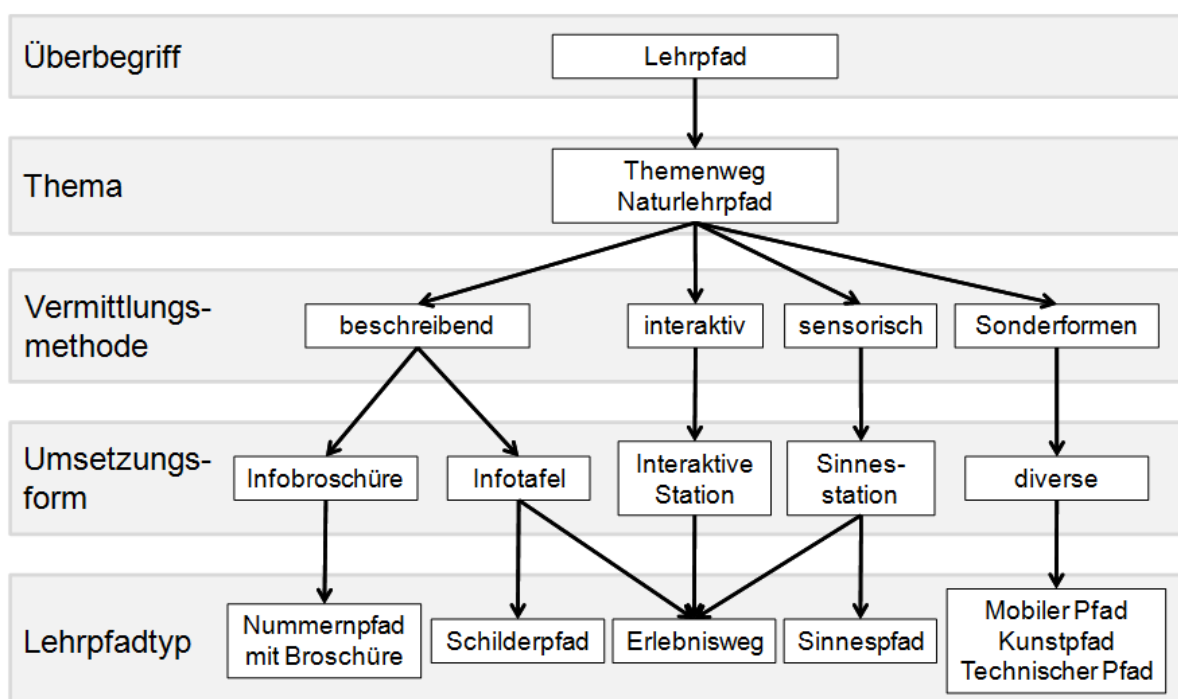 Überbegriff
Lehrpfad
Thema
Themenweg
Naturlehrpfad
Vermittlungs-
methode
beschreibend
interaktiv
sensorisch
Sonderformen
Umsetzungs-
form
Infobroschüre
Infotafel
Interaktive
Station
Sinnes-
station
diverse
Lehrpfadtyp
Nummernpfad
mit Broschüre
Schilderpfad
Erlebnisweg
Sinnespfad
Mobiler Pfad
Kunstpfad
Technischer Pfad